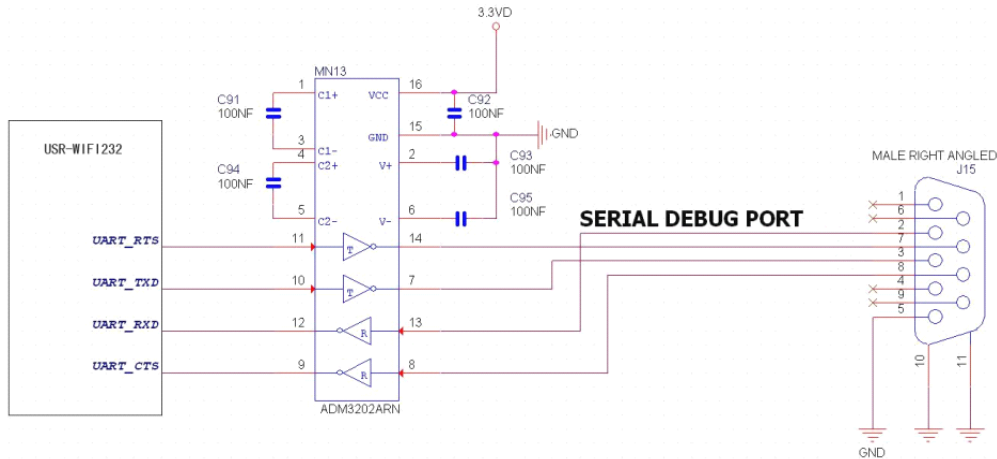 3.3VD
MN13
1 C1+ VCC 16
C91
100NF
C92
100NF
GND 15
GND
3 C1-
4 C2+
V+ 2
C93
100NF
C94
100NF
5 C2-
V- 6
C95
100NF
USR-WIFI232
UART_RTS 11 T 14
UART_TXD 10 T 7
UART_RXD 12 R 13
UART_CTS 9 R 8
ADM3202ARN
SERIAL DEBUG PORT
MALE RIGHT ANGLED
J15
1
6
2
7
3
8
4
9
5
10
11
GND